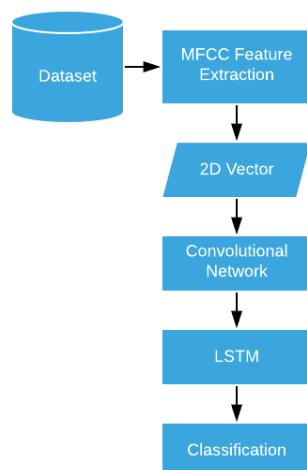 Dataset
MFCC Feature
Extraction
2D Vector
Convolutional
Network
LSTM
Classification